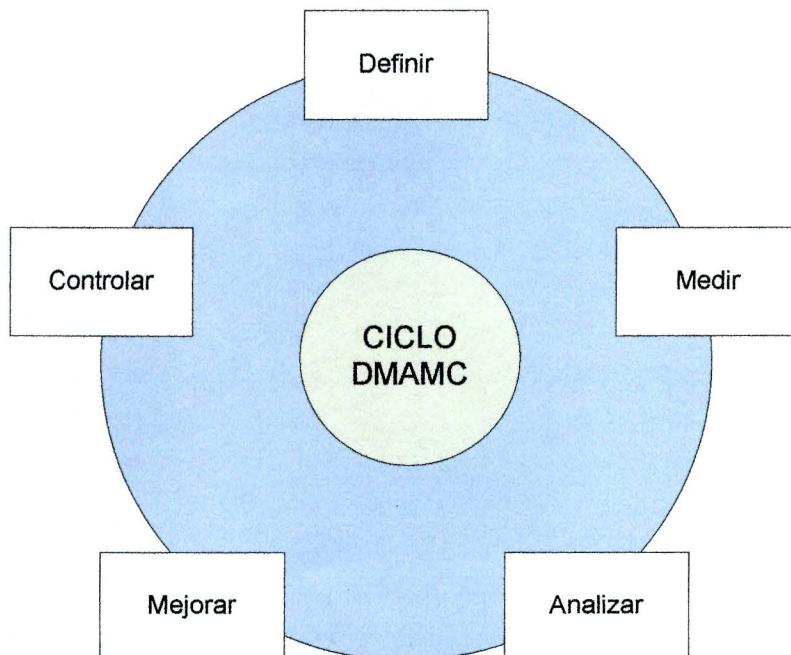 Definir
Controlar
Medir
CICLO
DMAMC
Mejorar
Analizar